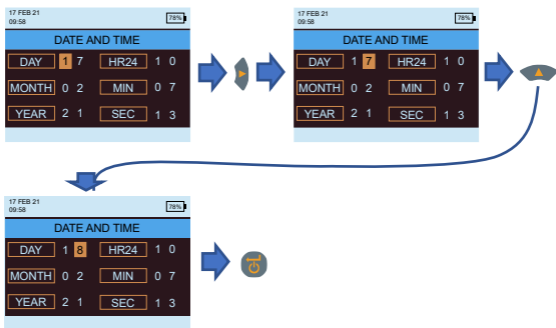 17 FEB 21
09:58
78%
DATE AND TIME
DAY 1 7 HR24 1 0
MONTH 0 2 MIN 0 7
YEAR 2 1 SEC 1 3
17 FEB 21
09:58
78%
DATE AND TIME
DAY 1 7 HR24 1 0
MONTH 0 2 MIN 0 7
YEAR 2 1 SEC 1 3
17 FEB 21
09:58
78%
DATE AND TIME
DAY 1 8 HR24 1 0
MONTH 0 2 MIN 0 7
YEAR 2 1 SEC 1 3